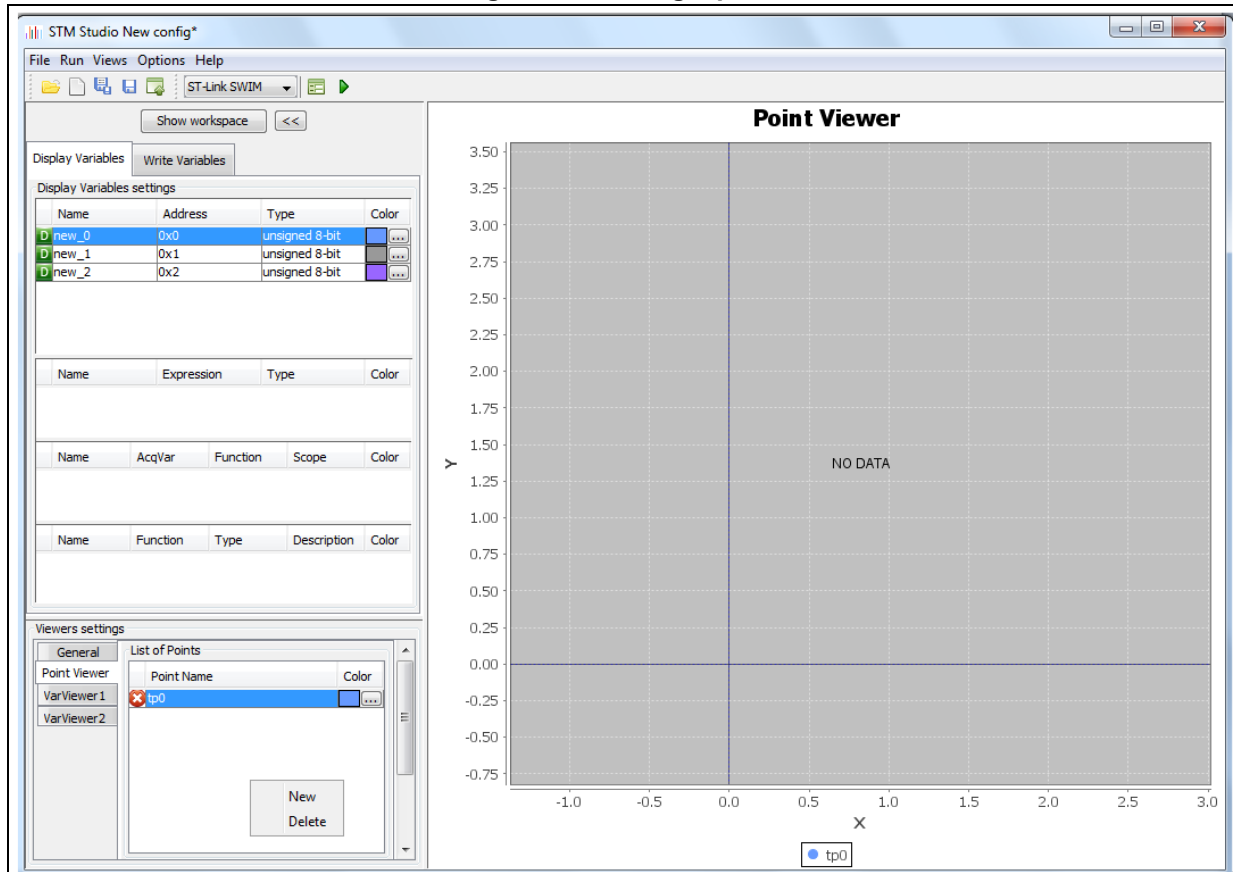 STM Studio New config*
File Run Views Options Help
ST-Link SWIM
Show workspace <<
Display Variables Write Variables
Display Variables settings
Name Address Type Color
D new_0 0x0 unsigned 8-bit ...
D new_1 0x1 unsigned 8-bit ...
D new_2 0x2 unsigned 8-bit ...
Name Expression Type Color
Name AcqVar Function Scope Color
Name Function Type Description Color
Viewers settings
General
Point Viewer
VarViewer1
VarViewer2
List of Points
Point Name Color
tp0 ...
New
Delete
Point Viewer
3.50
3.25
3.00
2.75
2.50
2.25
2.00
1.75
1.50
1.25
1.00
0.75
0.50
0.25
0.00
-0.25
-0.50
-0.75
Y
NO DATA
-1.0 -0.5 0.0 0.5 1.0 1.5 2.0 2.5 3.0
X
tp0